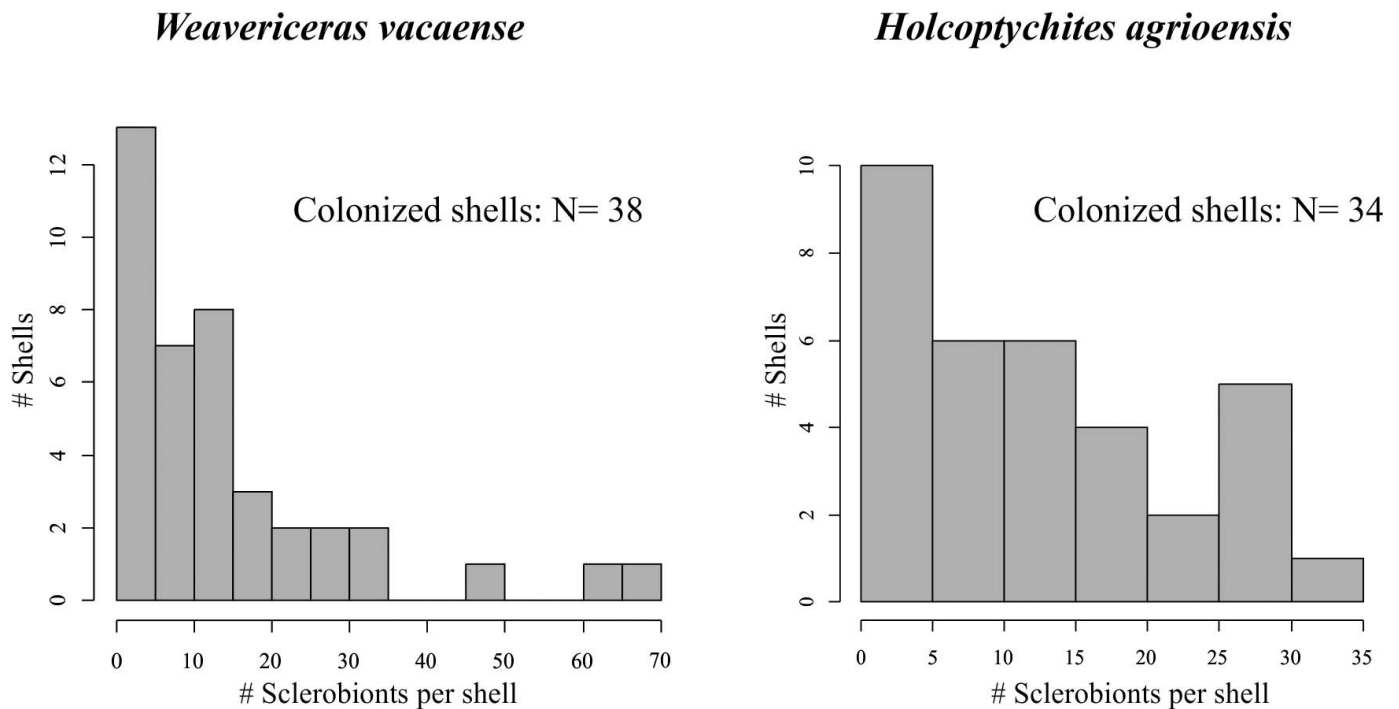 Weavericeras vacaense
Holcoptychites agrioensis
Colonized shells: N= 38
Colonized shells: N= 34
# Shells
0
2
4
6
8
10
12
0 10 20 30 40 50 60 70
# Sclerobionts per shell
# Shells
0
2
4
6
8
10
0 5 10 15 20 25 30 35
# Sclerobionts per shell